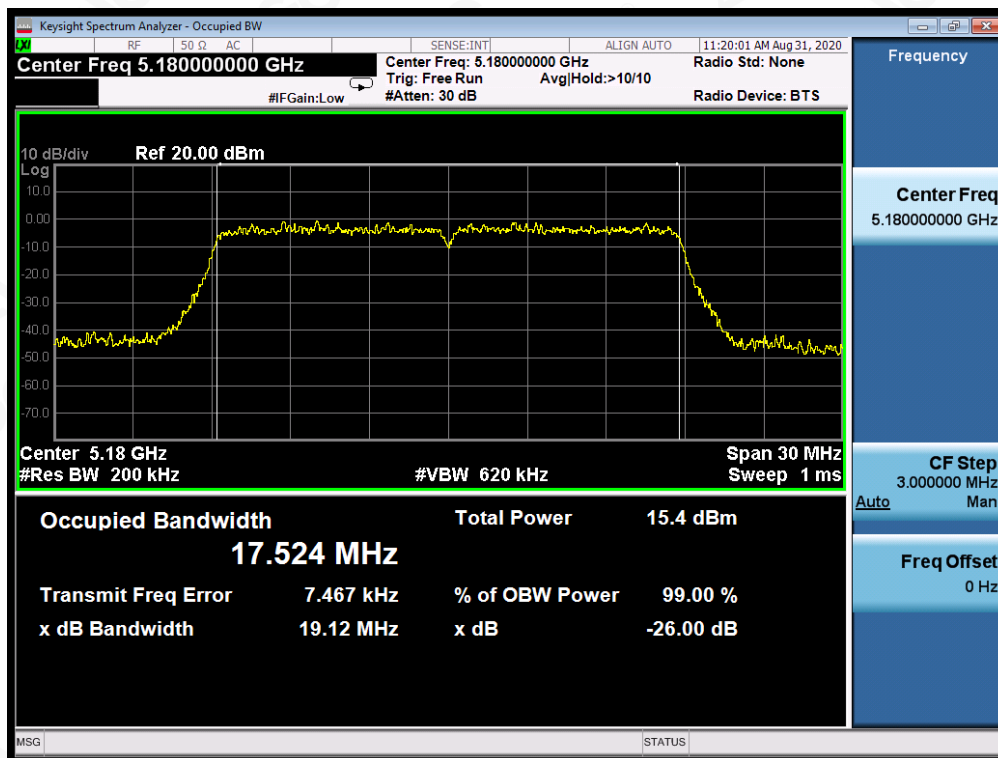 Keysight Spectrum Analyzer - Occupied BW
LXI RF 50 Ω AC SENSE:INT ALIGN AUTO 11:20:01 AM Aug 31, 2020
Center Freq 5.180000000 GHz
Center Freq: 5.180000000 GHz
Radio Std: None
Trig: Free Run Avg|Hold:>10/10
#IFGain:Low
#Atten: 30 dB
Radio Device: BTS
10 dB/div Ref 20.00 dBm
Log
10.0
0.00
-10.0
-20.0
-30.0
-40.0
-50.0
-60.0
-70.0
Center 5.18 GHz Span 30 MHz
#Res BW 200 kHz #VBW 620 kHz Sweep 1 ms
Occupied Bandwidth Total Power 15.4 dBm
17.524 MHz
Transmit Freq Error 7.467 kHz % of OBW Power 99.00 %
x dB Bandwidth 19.12 MHz x dB -26.00 dB
Frequency
Center Freq
5.180000000 GHz
CF Step
3.000000 MHz
Auto Man
Freq Offset
0 Hz
MSG STATUS